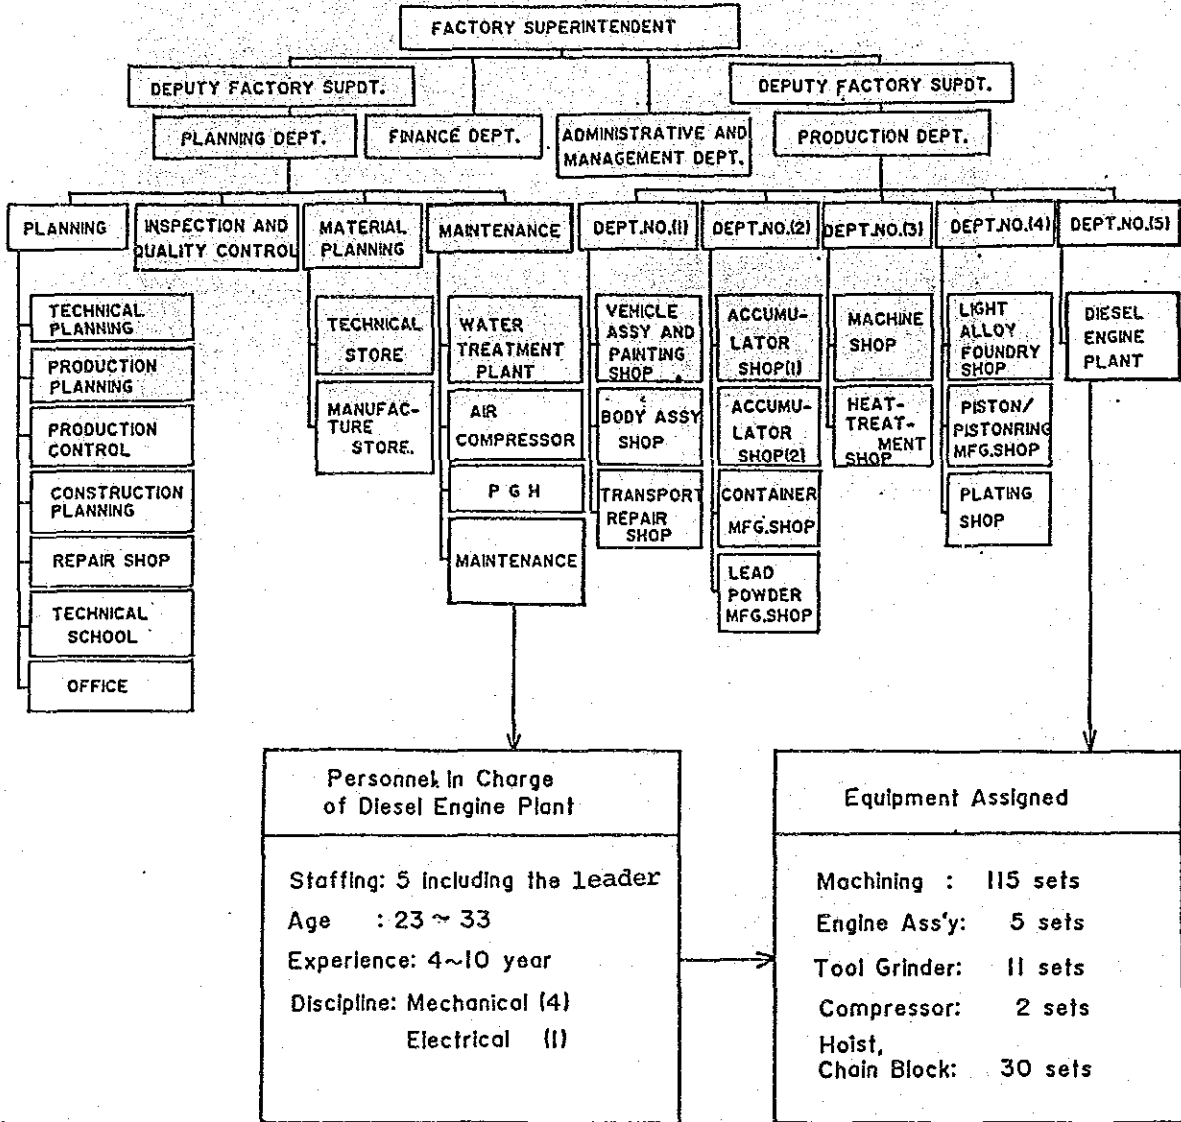 FACTORY SUPERINTENDENT
DEPUTY FACTORY SUPDT.
DEPUTY FACTORY SUPDT.
PLANNING DEPT.
FINANCE DEPT.
ADMINISTRATIVE AND
MANAGEMENT DEPT.
PRODUCTION DEPT.
PLANNING
INSPECTION AND
QUALITY CONTROL
MATERIAL
PLANNING
MAINTENANCE
DEPT.NO.(1)
DEPT.NO.(2)
DEPT.NO.(3)
DEPT.NO.(4)
DEPT.NO.(5)
TECHNICAL
PLANNING
PRODUCTION
PLANNING
PRODUCTION
CONTROL
CONSTRUCTION
PLANNING
REPAIR SHOP
TECHNICAL
SCHOOL
OFFICE
TECHNICAL
STORE
MANUFAC-
TURE
STORE.
WATER
TREATMENT
PLANT
AIR
COMPRESSOR
P G H
MAINTENANCE
VEHICLE
ASSY AND
PAINTING
SHOP
BODY ASSY
SHOP
TRANSPORT
REPAIR
SHOP
ACCUMU-
LATOR
SHOP(1)
ACCUMU-
LATOR
SHOP(2)
CONTAINER
MFG.SHOP
LEAD
POWDER
MFG.SHOP
MACHINE
SHOP
HEAT-
TREAT-
MENT
SHOP
LIGHT
ALLOY
FOUNDRY
SHOP
PISTON/
PISTONRING
MFG.SHOP
PLATING
SHOP
DIESEL
ENGINE
PLANT
Personnel in Charge
of Diesel Engine Plant
Staffing: 5 including the leader
Age : 23 ~ 33
Experience: 4~10 year
Discipline: Mechanical (4)
Electrical (1)
Equipment Assigned
Machining : 115 sets
Engine Ass'y: 5 sets
Tool Grinder: 11 sets
Compressor: 2 sets
Hoist,
Chain Block: 30 sets